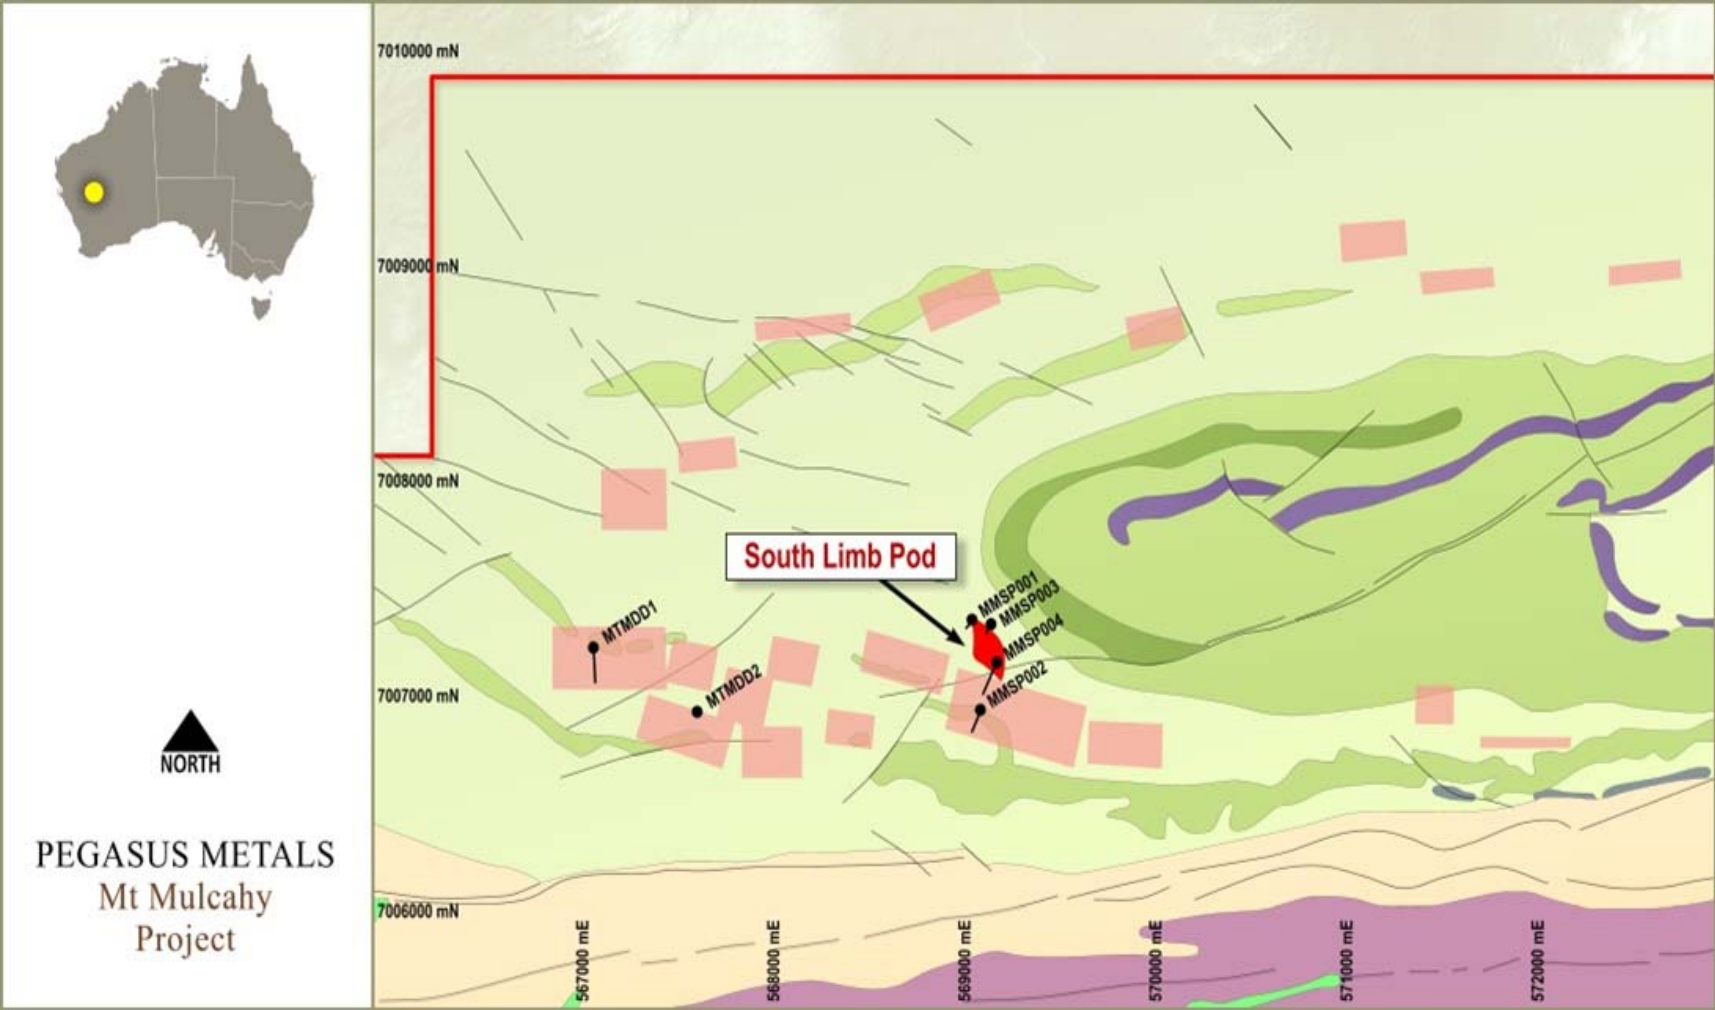 7010000 mN
7009000 mN
7008000 mN
South Limb Pod
MMSP001
MMSP003
MTMDD1
MMSP004
MTMDD2
MMSP002
7007000 mN
NORTH
PEGASUS METALS
Mt Mulcahy
Project
7006000 mN
567000 mE
568000 mE
569000 mE
570000 mE
571000 mE
572000 mE